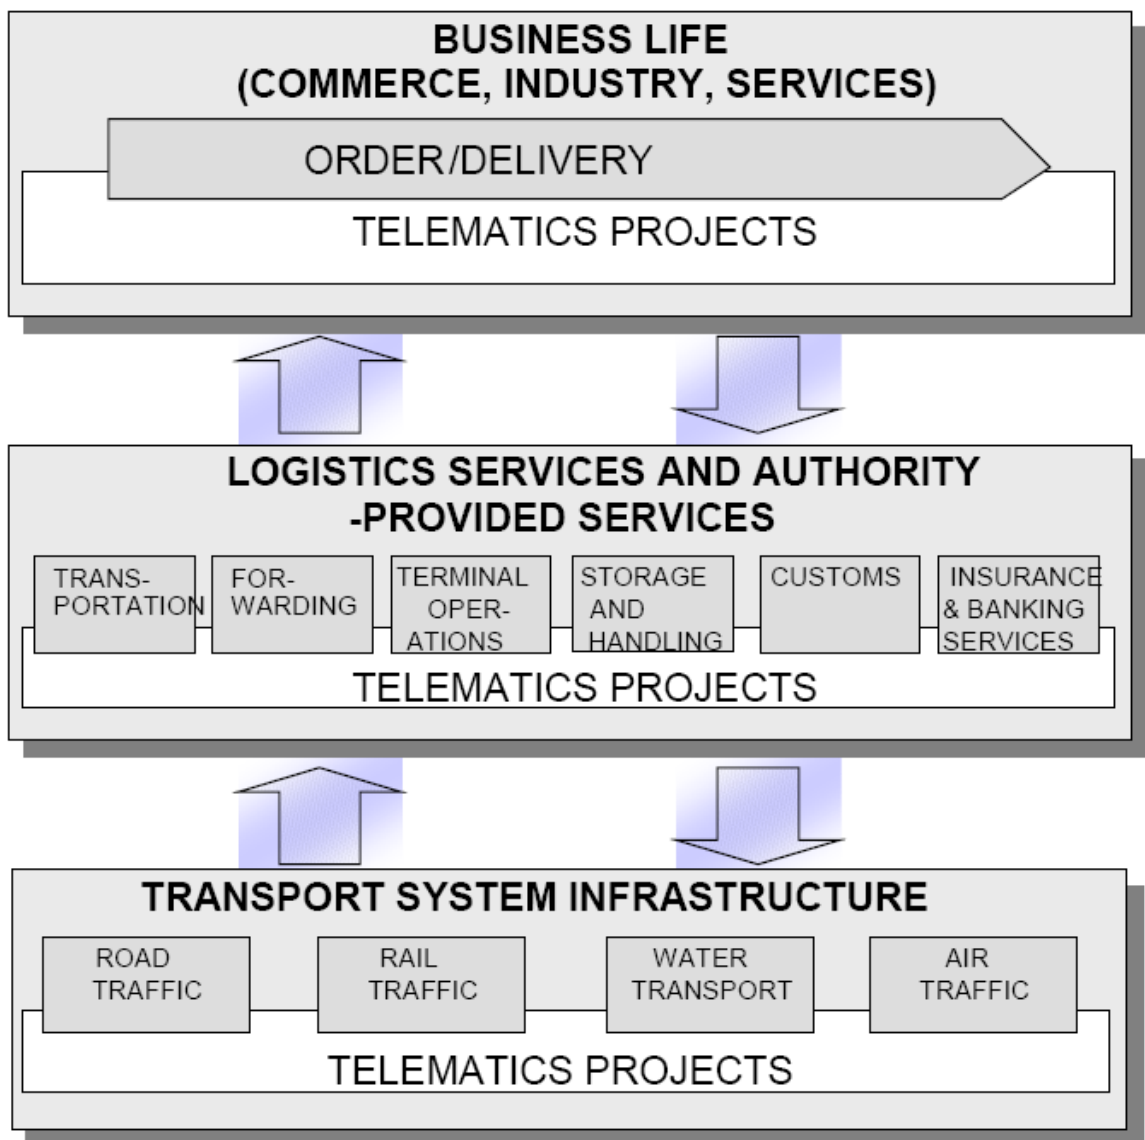 BUSINESS LIFE
(COMMERCE, INDUSTRY, SERVICES)
ORDER/DELIVERY
TELEMATICS PROJECTS
LOGISTICS SERVICES AND AUTHORITY
-PROVIDED SERVICES
TRANS-
PORTATION
FOR-
WARDING
TERMINAL
OPER-
ATIONS
STORAGE
AND
HANDLING
CUSTOMS
INSURANCE
& BANKING
SERVICES
TELEMATICS PROJECTS
TRANSPORT SYSTEM INFRASTRUCTURE
ROAD
TRAFFIC
RAIL
TRAFFIC
WATER
TRANSPORT
AIR
TRAFFIC
TELEMATICS PROJECTS